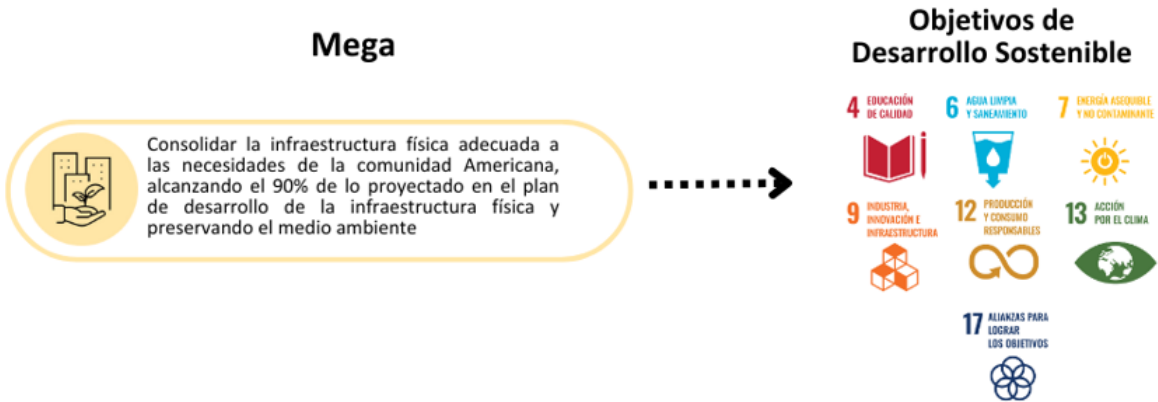 Mega
Consolidar la infraestructura física adecuada a
las necesidades de la comunidad Americana,
alcanzando el 90% de lo proyectado en el plan
de desarrollo de la infraestructura física y
preservando el medio ambiente
Objetivos de
Desarrollo Sostenible
4 EDUCACIÓN
DE CALIDAD
6 AGUA LIMPIA
Y SANEAMIENTO
7 ENERGÍA ASEQUIBLE
Y NO CONTAMINANTE
9 INDUSTRIA,
INNOVACIÓN E
INFRAESTRUCTURA
12 PRODUCCIÓN
Y CONSUMO
RESPONSABLES
13 ACCIÓN
POR EL CLIMA
17 ALIANZAS PARA
LOGRAR
LOS OBJETIVOS